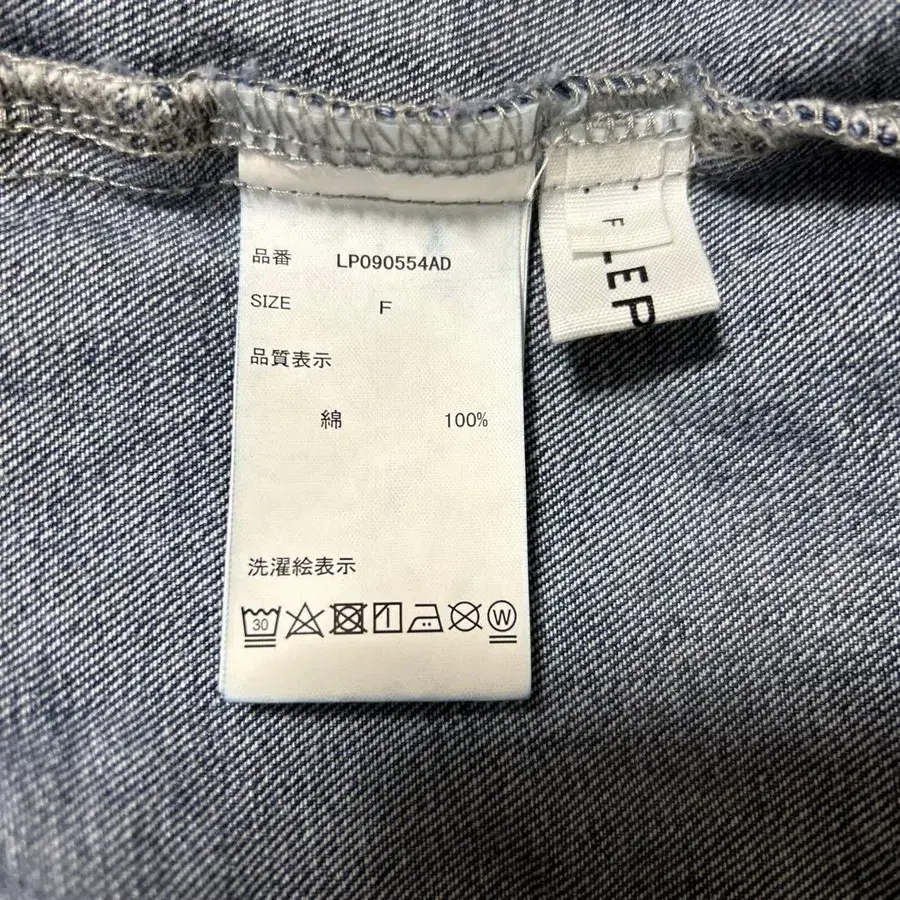 品番 LP090554AD
SIZE F
品質表示
綿 100%
洗濯絵表示
30
W
F
LEP